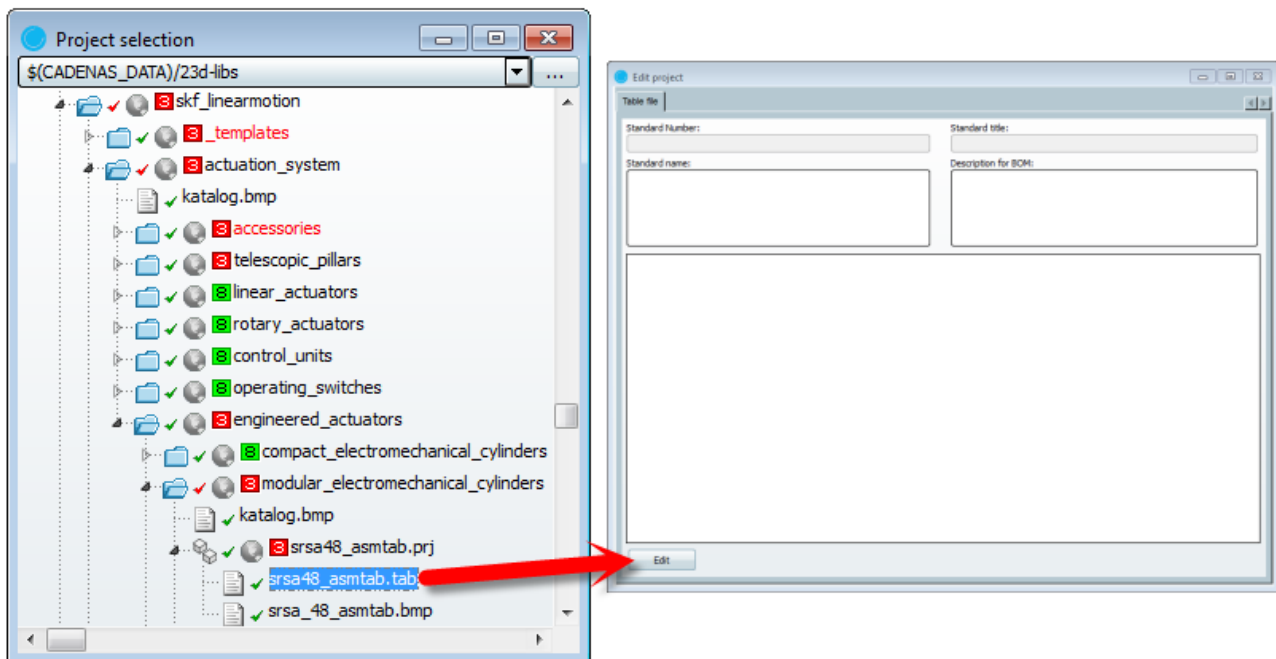 Project selection
$(CADENAS_DATA)/23d-libs
...
3 skf_linearmotion
3 _templates
3 actuation_system
katalog.bmp
3 accessories
3 telescopic_pillars
8 linear_actuators
8 rotary_actuators
8 control_units
8 operating_switches
3 engineered_actuators
8 compact_electromechanical_cylinders
3 modular_electromechanical_cylinders
katalog.bmp
3 srsa48_asmtab.prj
srsa48_asmtab.tab
srsa_48_asmtab.bmp
Edit project
Table file
Standard Number:
Standard title:
Standard name:
Description for BOM:
Edit